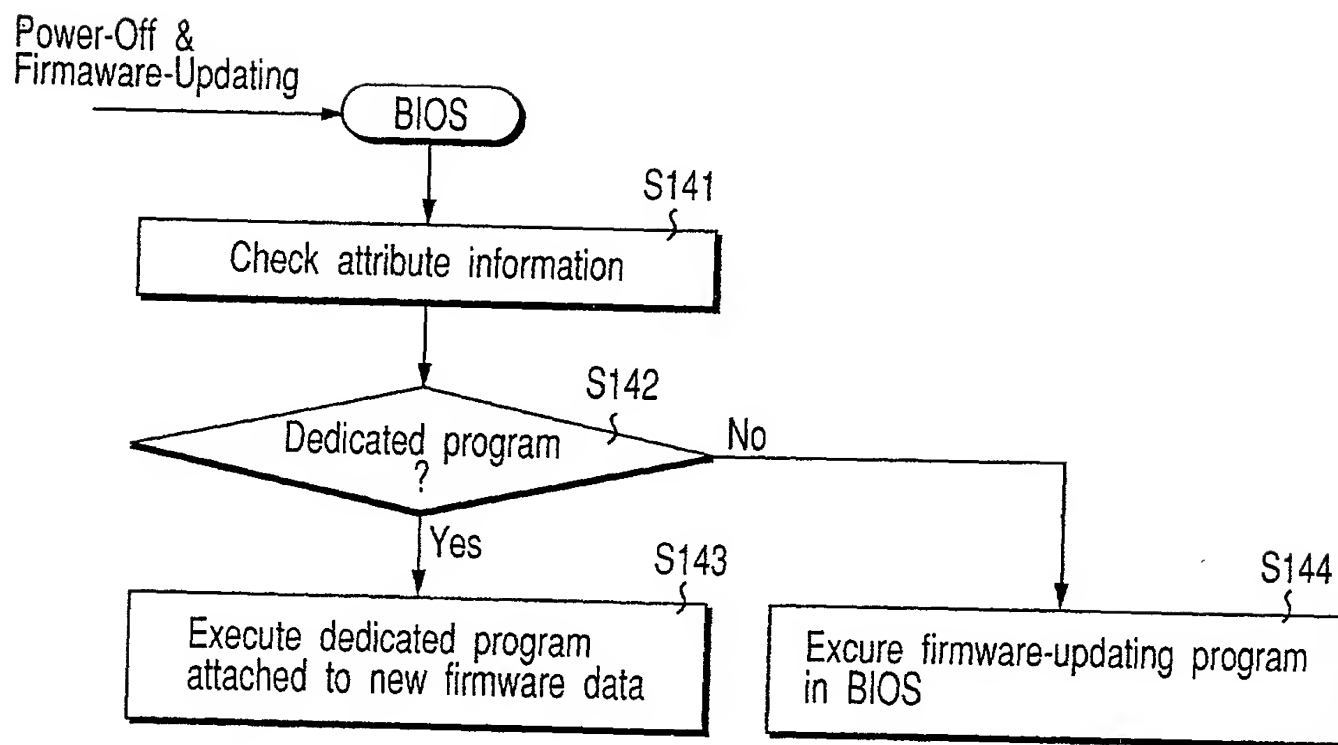 Power-Off &
Firmaware-Updating
BIOS
S141
Check attribute information
S142
Dedicated program
?
No
Yes
S143
Execute dedicated program
attached to new firmware data
S144
Excure firmware-updating program
in BIOS